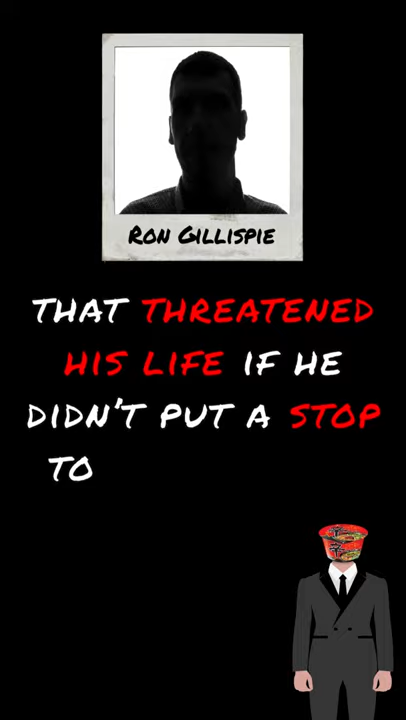 RON GILLISPIE
THAT THREATENED
HIS LIFE IF HE
DIDN'T PUT A STOP
TO